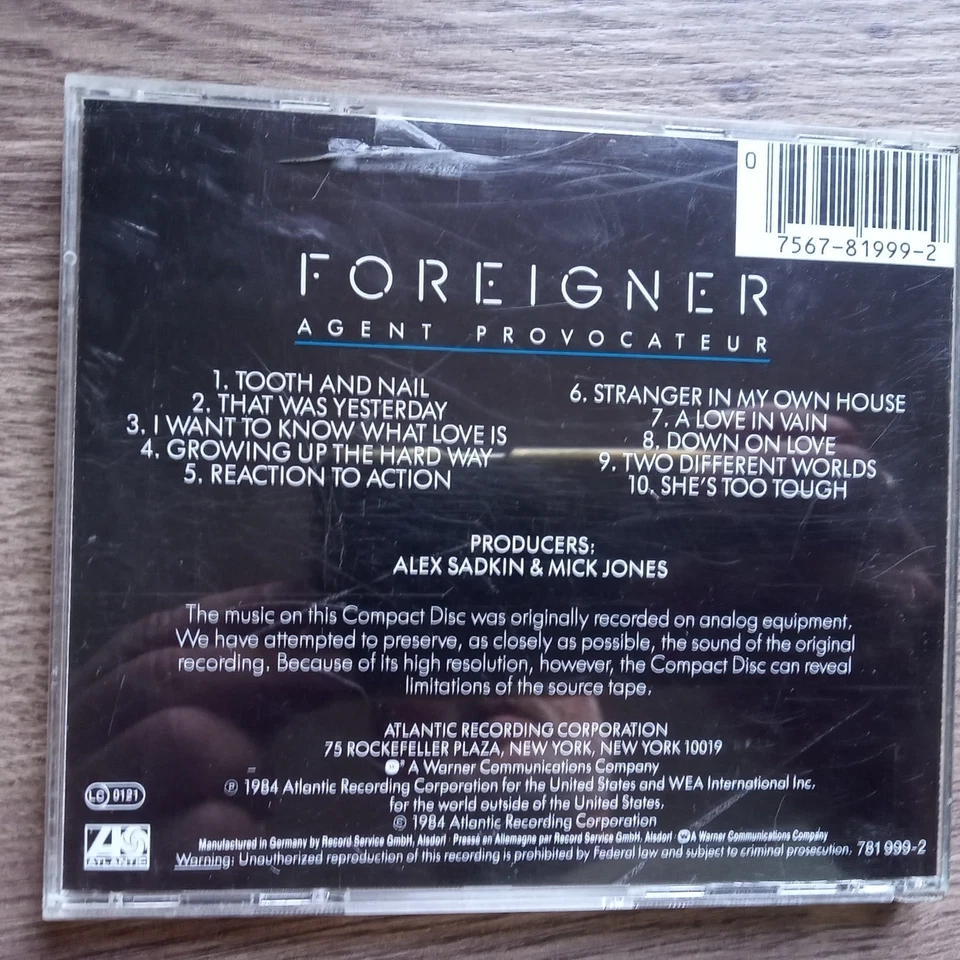 0
7567-81999-2
FOREIGNER
AGENT PROVOCATEUR
1. TOOTH AND NAIL
2. THAT WAS YESTERDAY
3. I WANT TO KNOW WHAT LOVE IS
4. GROWING UP THE HARD WAY
5. REACTION TO ACTION
6. STRANGER IN MY OWN HOUSE
7. A LOVE IN VAIN
8. DOWN ON LOVE
9. TWO DIFFERENT WORLDS
10. SHE'S TOO TOUGH
PRODUCERS:
ALEX SADKIN & MICK JONES
The music on this Compact Disc was originally recorded on analog equipment.
We have attempted to preserve, as closely as possible, the sound of the original
recording. Because of its high resolution, however, the Compact Disc can reveal
limitations of the source tape.
ATLANTIC RECORDING CORPORATION
75 ROCKEFELLER PLAZA, NEW YORK, NEW YORK 10019
A Warner Communications Company
℗ 1984 Atlantic Recording Corporation for the United States and WEA International Inc.
for the world outside of the United States.
© 1984 Atlantic Recording Corporation
LC 0121
Manufactured in Germany by Record Service GmbH, Alsdorf · Pressé en Allemagne par Record Service GmbH, Alsdorf · A Warner Communications Company
ATLANTIC
Warning: Unauthorized reproduction of this recording is prohibited by Federal law and subject to criminal prosecution. 781 999-2